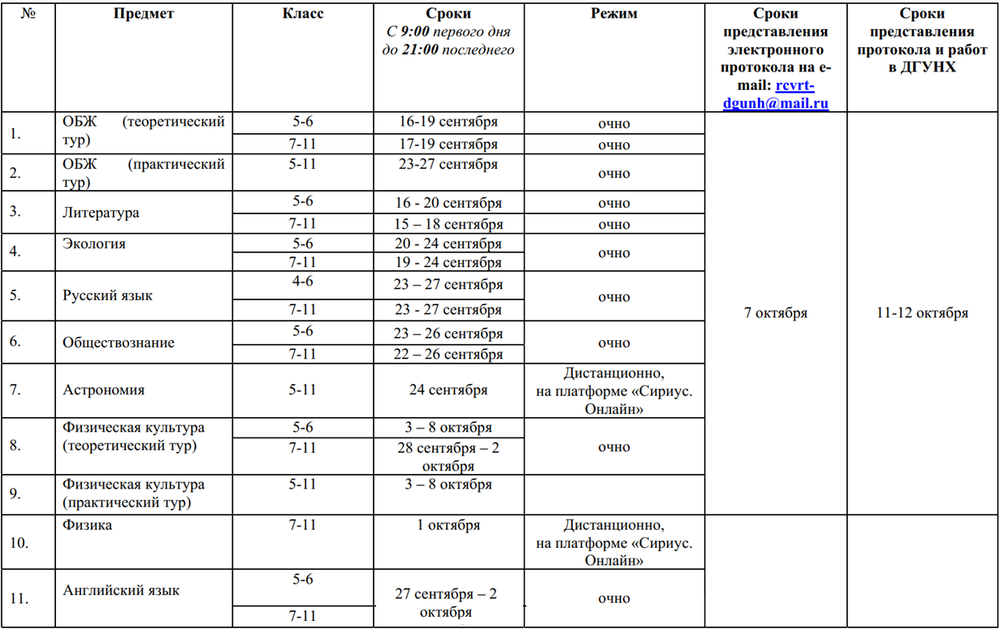 №
Предмет
Класс
Сроки
С 9:00 первого дня
до 21:00 последнего
Режим
Сроки
представления
электронного
протокола на e-
mail: rcvrt-
dgunh@mail.ru
Сроки
представления
протокола и работ
в ДГУНХ
1.
ОБЖ (теоретический
тур)
5-6
16-19 сентября
очно
7-11
17-19 сентября
очно
2.
ОБЖ (практический
тур)
5-11
23-27 сентября
очно
3.
Литература
5-6
16 - 20 сентября
очно
7-11
15 – 18 сентября
очно
4.
Экология
5-6
20 - 24 сентября
очно
7-11
19 - 24 сентября
5.
Русский язык
4-6
23 – 27 сентября
очно
7-11
23 - 27 сентября
7 октября
11-12 октября
6.
Обществознание
5-6
23 – 26 сентября
очно
7-11
22 – 26 сентября
7.
Астрономия
5-11
24 сентября
Дистанционно,
на платформе «Сириус.
Онлайн»
8.
Физическая культура
(теоретический тур)
5-6
3 – 8 октября
очно
7-11
28 сентября – 2
октября
9.
Физическая культура
(практический тур)
5-11
3 – 8 октября
10.
Физика
7-11
1 октября
Дистанционно,
на платформе «Сириус.
Онлайн»
11.
Английский язык
5-6
27 сентября – 2
октября
очно
7-11